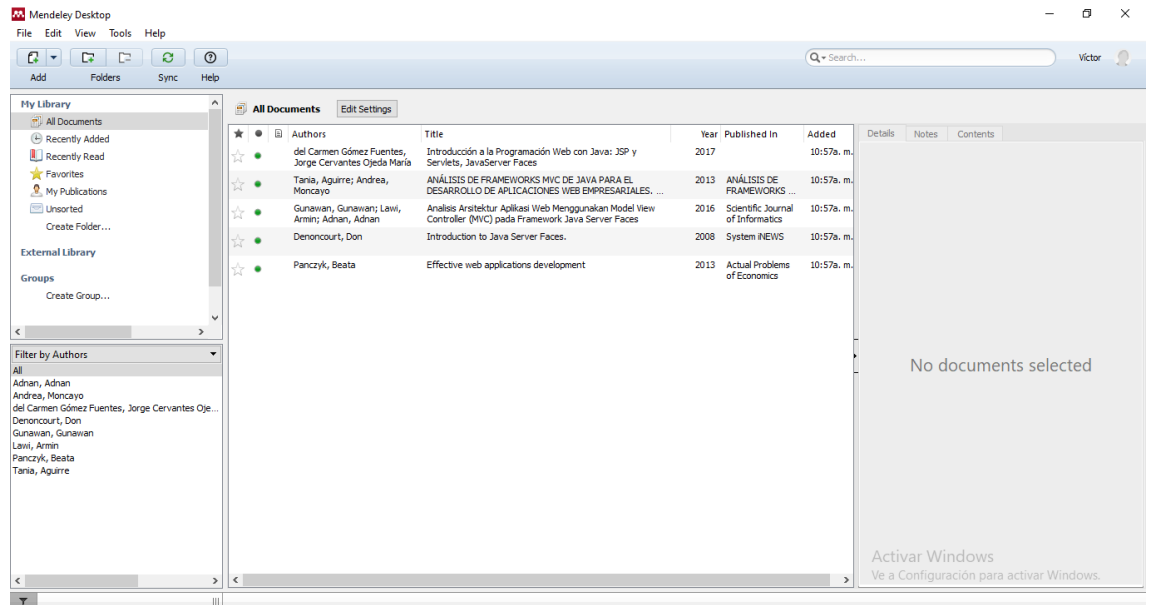 Mendeley Desktop
File Edit View Tools Help
Search...
Víctor
Add Folders Sync Help
My Library
All Documents
Recently Added
Recently Read
Favorites
My Publications
Unsorted
Create Folder...
External Library
Groups
Create Group...
Filter by Authors
All
Adnan, Adnan
Andrea, Moncayo
del Carmen Gómez Fuentes, Jorge Cervantes Oje...
Denoncourt, Don
Gunawan, Gunawan
Lawi, Armin
Panczyk, Beata
Tania, Aguirre
All Documents Edit Settings
Authors Title Year Published In Added
del Carmen Gómez Fuentes, Introducción a la Programación Web con Java: JSP y 2017 10:57a. m.
Jorge Cervantes Ojeda María Servlets, JavaServer Faces
Tania, Aguirre; Andrea, ANÁLISIS DE FRAMEWORKS MVC DE JAVA PARA EL 2013 ANÁLISIS DE 10:57a. m.
Moncayo DESARROLLO DE APLICACIONES WEB EMPRESARIALES. ... FRAMEWORKS ...
Gunawan, Gunawan; Lawi, Analisis Arsitektur Aplikasi Web Menggunakan Model View 2016 Scientific Journal 10:57a. m.
Armin; Adnan, Adnan Controller (MVC) pada Framework Java Server Faces of Informatics
Denoncourt, Don Introduction to Java Server Faces. 2008 System iNEWS 10:57a. m.
Panczyk, Beata Effective web applications development 2013 Actual Problems 10:57a. m.
of Economics
Details Notes Contents
No documents selected
Activar Windows
Ve a Configuración para activar Windows.